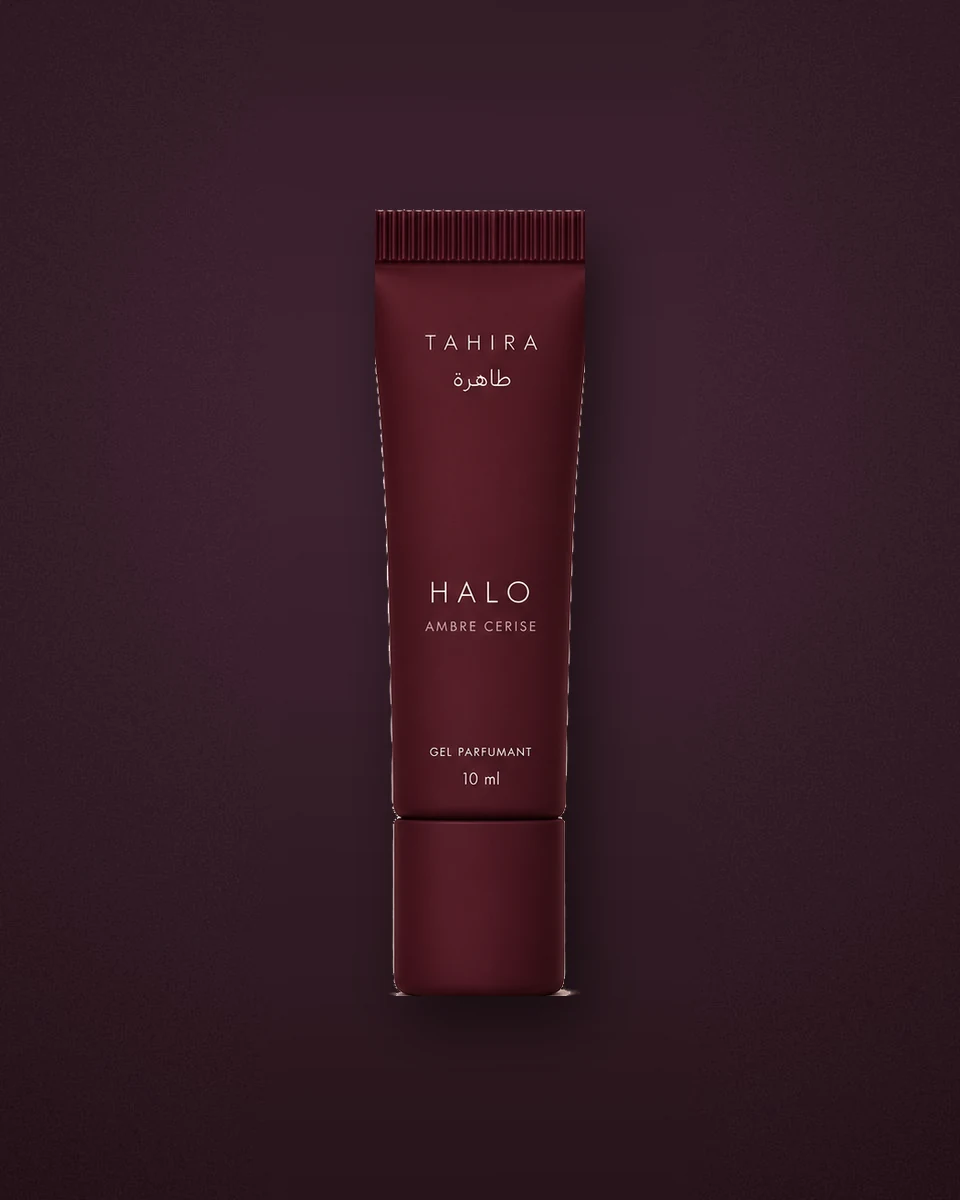 TAHIRA
طاهرة
HALO
AMBRE CERISE
GEL PARFUMANT
10 ml